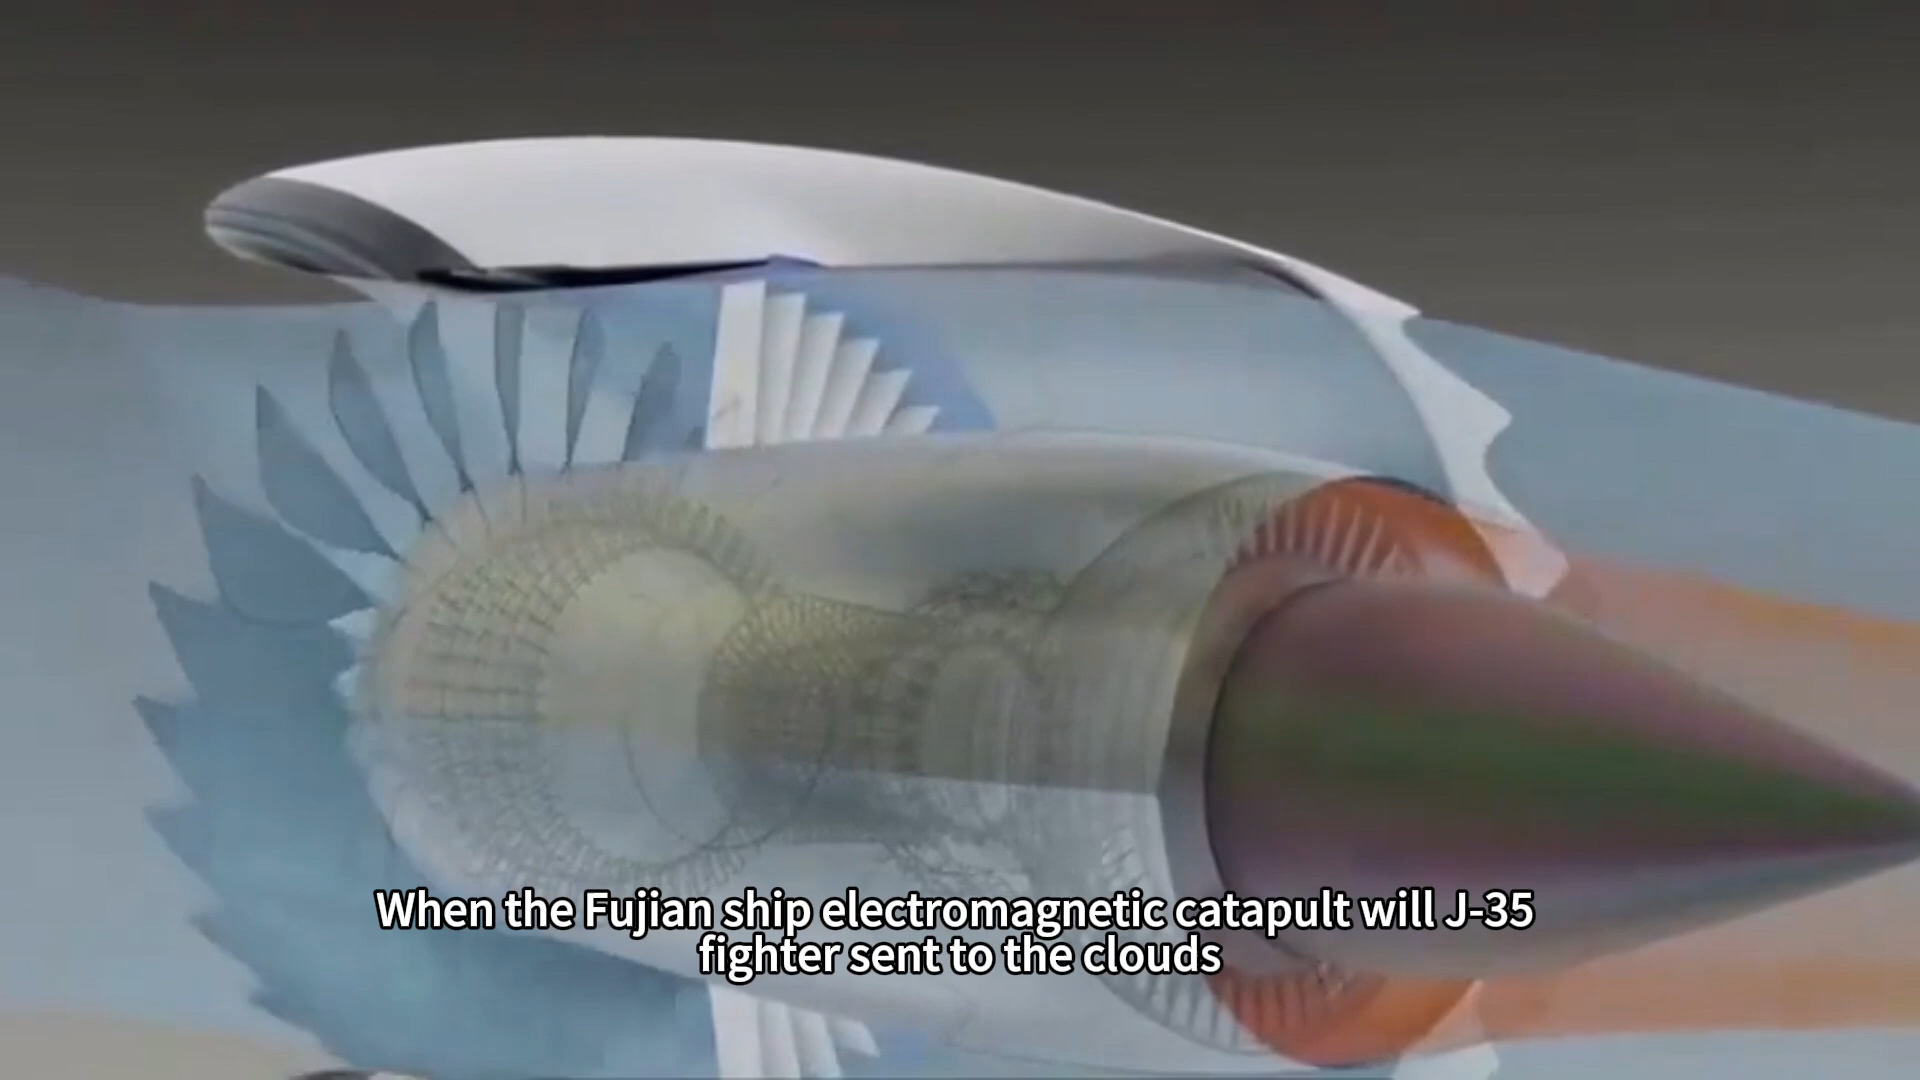 When the Fujian ship electromagnetic catapult will J-35
fighter sent to the clouds